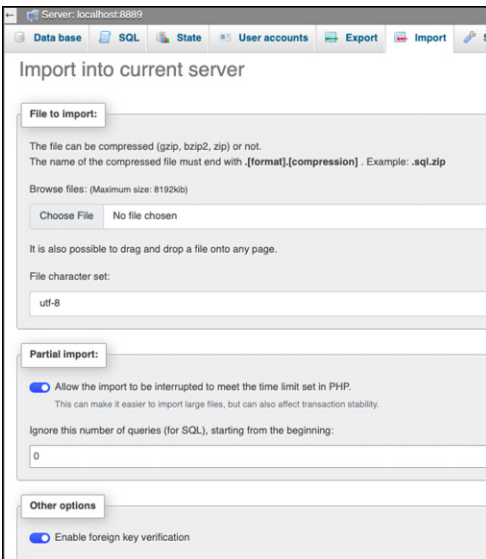 Server: localhost:8889
Data base SQL State User accounts Export Import
Import into current server
File to import:
The file can be compressed (gzip, bzip2, zip) or not.
The name of the compressed file must end with .[format].[compression] . Example: .sql.zip
Browse files: (Maximum size: 8192kib)
Choose File No file chosen
It is also possible to drag and drop a file onto any page.
File character set:
utf-8
Partial import:
Allow the import to be interrupted to meet the time limit set in PHP.
This can make it easier to import large files, but can also affect transaction stability.
Ignore this number of queries (for SQL), starting from the beginning:
0
Other options
Enable foreign key verification